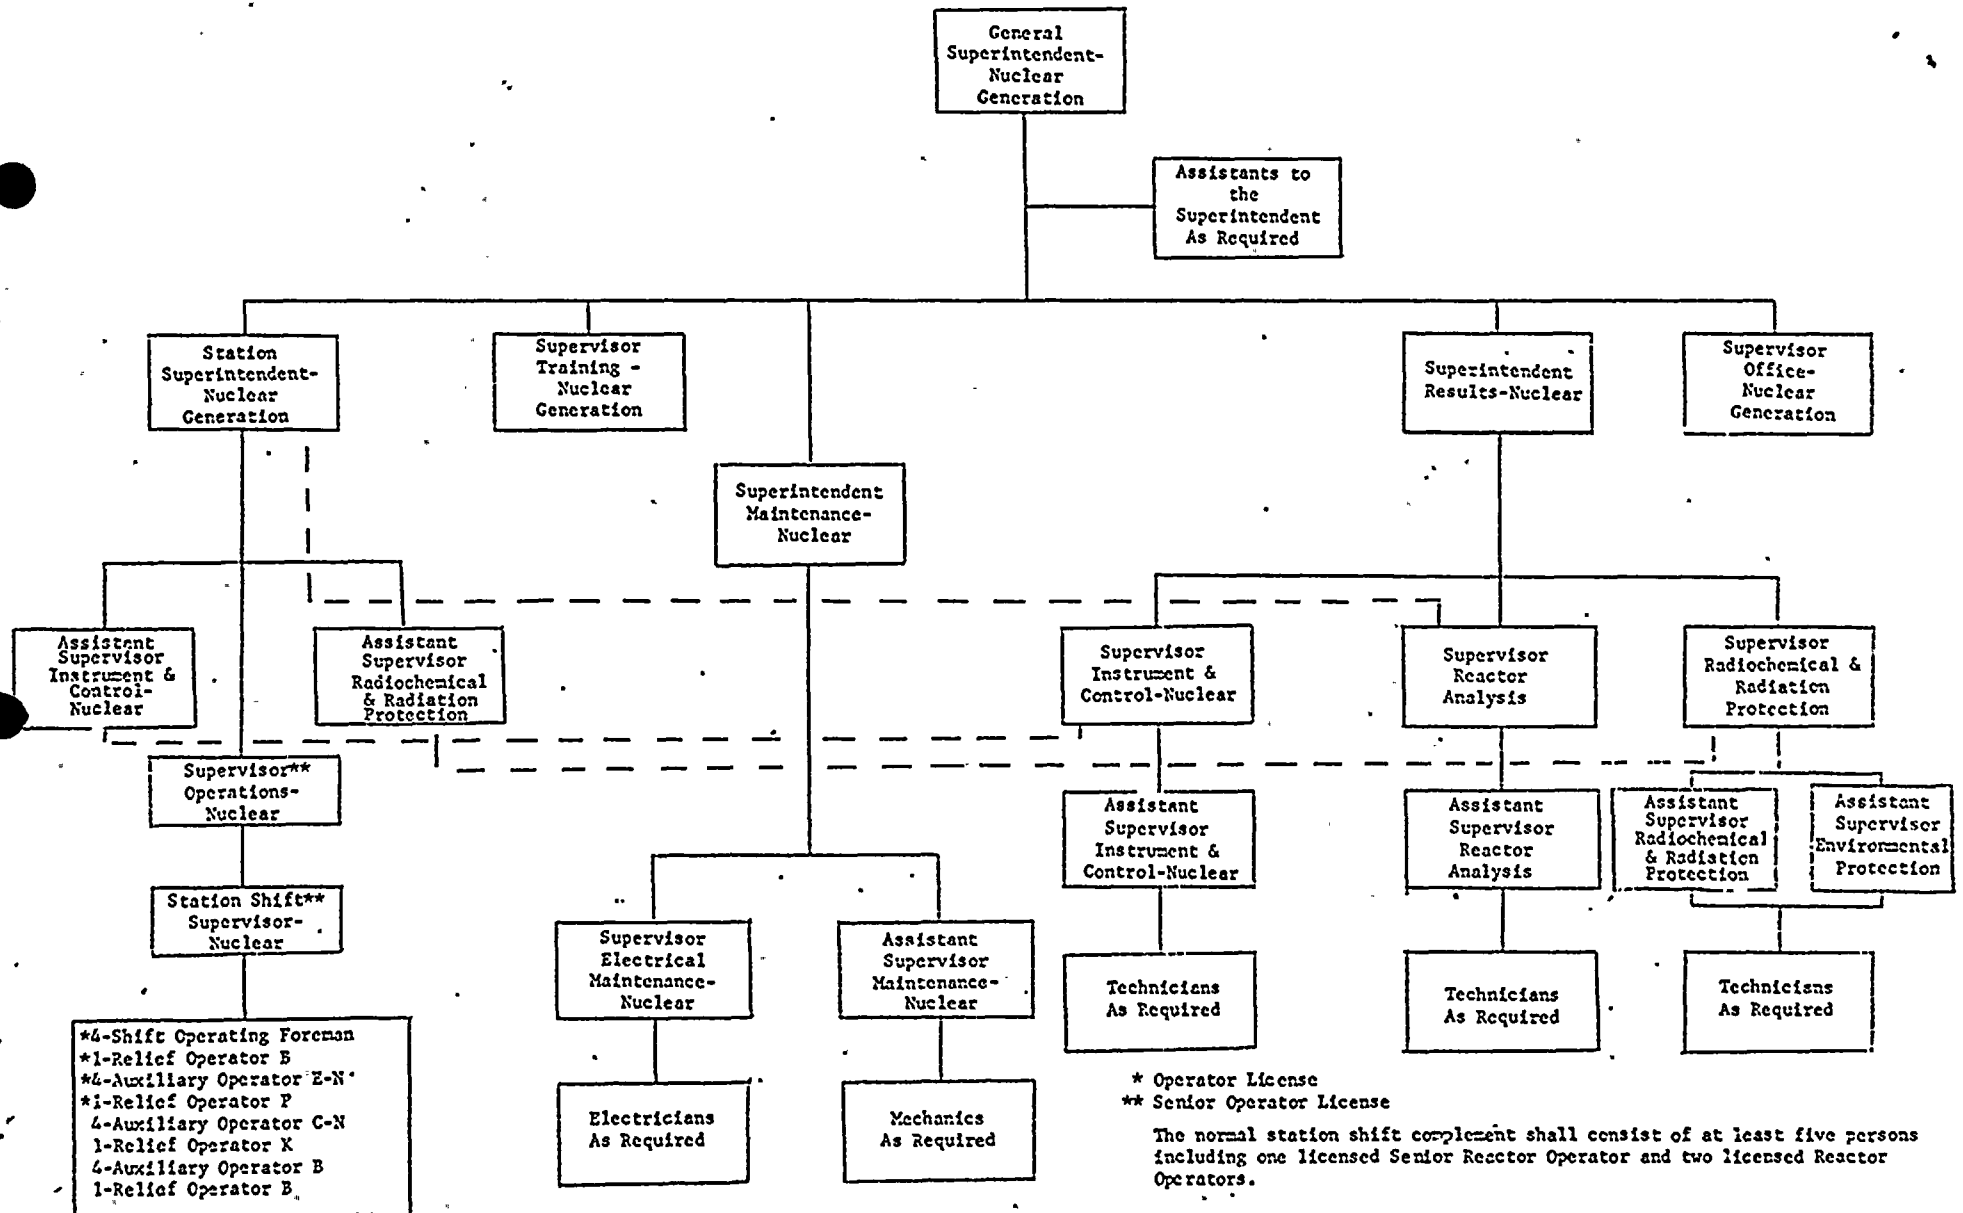 General
Superintendent-
Nuclear
Generation
Assistants to
the
Superintendent
As Required
Station
Superintendent-
Nuclear
Generation
Supervisor
Training -
Nuclear
Generation
Superintendent
Maintenance-
Nuclear
Superintendent
Results-Nuclear
Supervisor
Office-
Nuclear
Generation
Assistant
Supervisor
Instrument &
Control-
Nuclear
Assistant
Supervisor
Radiochemical
& Radiation
Protection
Supervisor
Instrument &
Control-Nuclear
Supervisor
Reactor
Analysis
Supervisor
Radiochemical &
Radiation
Protection
Supervisor**
Operations-
Nuclear
Assistant
Supervisor
Instrument &
Control-Nuclear
Assistant
Supervisor
Reactor
Analysis
Assistant
Supervisor
Radiochemical
& Radiation
Protection
Assistant
Supervisor
Environmental
Protection
Station Shift**
Supervisor-
Nuclear
Supervisor
Electrical
Maintenance-
Nuclear
Assistant
Supervisor
Maintenance-
Nuclear
Technicians
As Required
Technicians
As Required
Technicians
As Required
*4-Shift Operating Foreman
*1-Relief Operator B
*4-Auxiliary Operator E-N
*1-Relief Operator P
4-Auxiliary Operator C-N
1-Relief Operator K
4-Auxiliary Operator B
1-Relief Operator B
Electricians
As Required
Mechanics
As Required
* Operator License
** Senior Operator License
The normal station shift complement shall consist of at least five persons
including one licensed Senior Reactor Operator and two licensed Reactor
Operators.